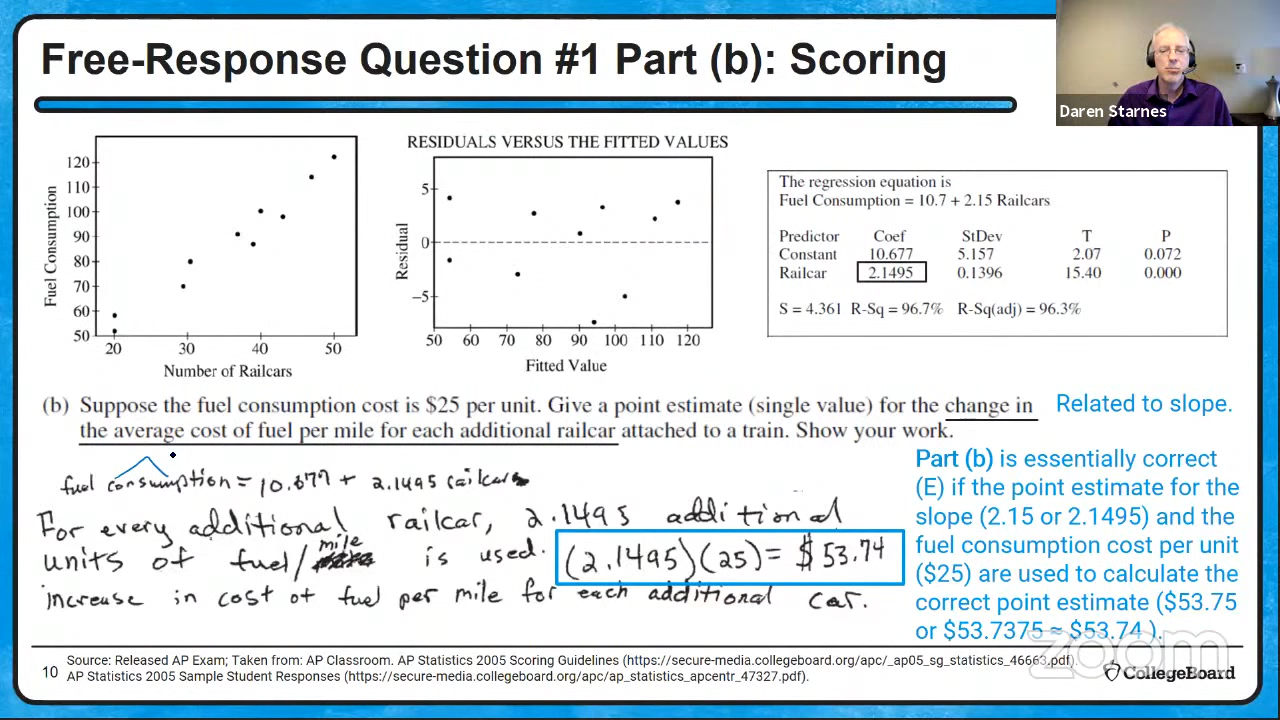 Free-Response Question #1 Part (b): Scoring
Daren Starnes
120
110
100
90
80
70
60
50
20
30
40
50
Fuel Consumption
Number of Railcars
RESIDUALS VERSUS THE FITTED VALUES
5
0
−5
50
60
70
80
90
100
110
120
Residual
Fitted Value
The regression equation is
Fuel Consumption = 10.7 + 2.15 Railcars
Predictor Coef StDev T P
Constant 10.677 5.157 2.07 0.072
Railcar 2.1495 0.1396 15.40 0.000
S = 4.361 R-Sq = 96.7% R-Sq(adj) = 96.3%
(b) Suppose the fuel consumption cost is $25 per unit. Give a point estimate (single value) for the change in
the average cost of fuel per mile for each additional railcar attached to a train. Show your work.
Related to slope.
fuel consumption = 10.677 + 2.1495 railcars
For every additional railcar, 2.1495 additional
units of fuel/mile is used. (2.1495)(25) = $53.74
increase in cost of fuel per mile for each additional car.
Part (b) is essentially correct
(E) if the point estimate for the
slope (2.15 or 2.1495) and the
fuel consumption cost per unit
($25) are used to calculate the
correct point estimate ($53.75
or $53.7375 ≈ $53.74 ).
zoom
10
Source: Released AP Exam; Taken from: AP Classroom. AP Statistics 2005 Scoring Guidelines (https://secure-media.collegeboard.org/apc/_ap05_sg_statistics_46663.pdf).
AP Statistics 2005 Sample Student Responses (https://secure-media.collegeboard.org/apc/ap_statistics_apcentr_47327.pdf).
CollegeBoard